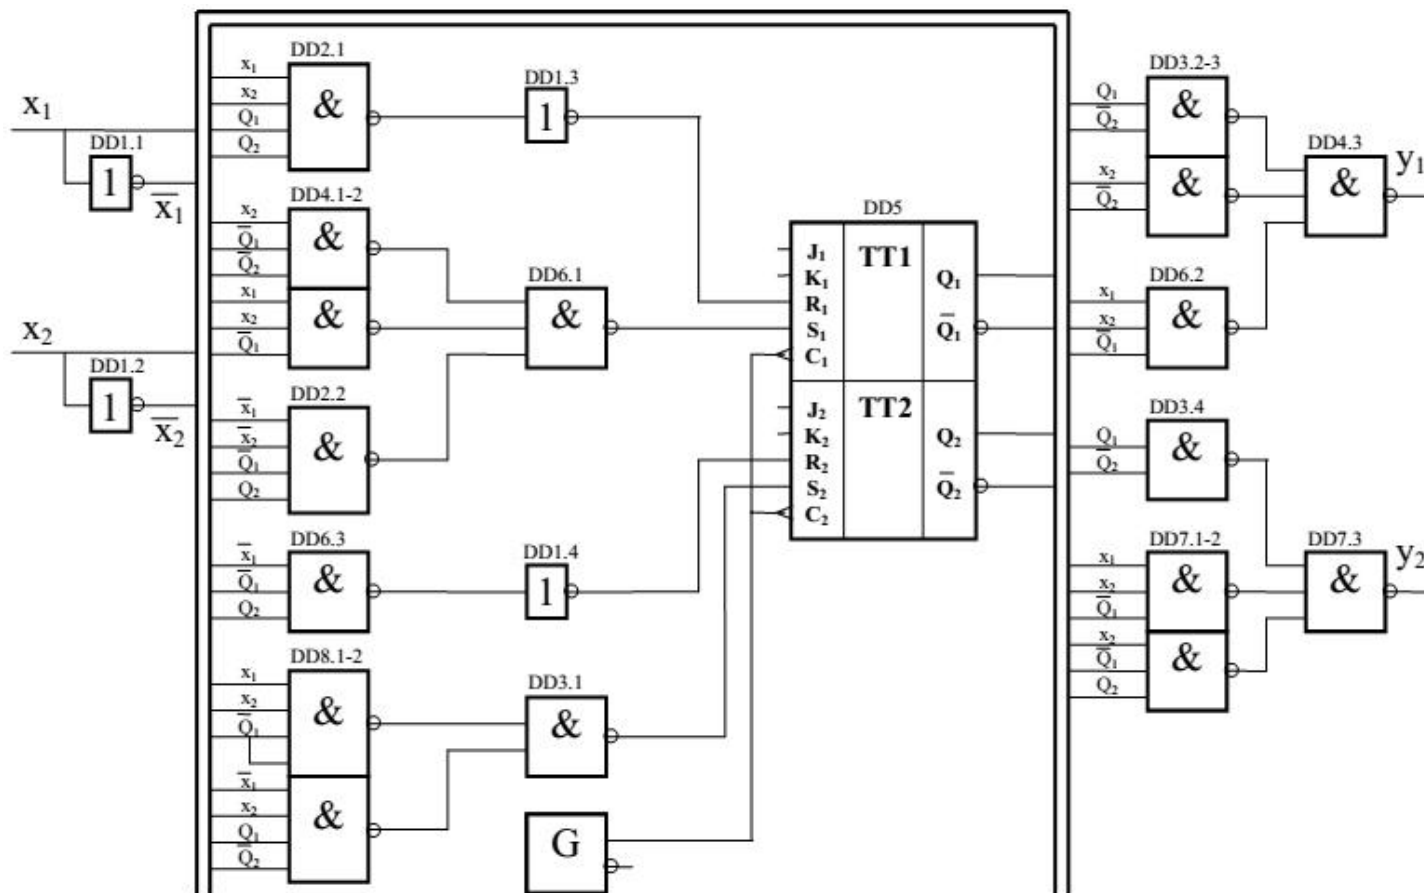 x₁
DD1.1
1
x̅₁
x₂
DD1.2
1
x̅₂
DD2.1
x₁
x₂
Q₁
Q₂
&
DD1.3
1
DD4.1-2
x₂
Q̅₁
Q̅₂
&
x₁
x₂
Q̅₁
&
DD6.1
&
DD2.2
x̅₁
x̅₂
Q̅₁
Q₂
&
DD6.3
x̅₁
Q̅₁
Q₂
&
DD1.4
1
DD8.1-2
x₁
x₂
Q̅₁
&
x̅₁
x₂
Q₁
Q̅₂
&
DD3.1
&
G
DD5
J₁ TT1
K₁ Q₁
R₁
S₁ Q̅₁
C₁
J₂ TT2
K₂ Q₂
R₂
S₂ Q̅₂
C₂
DD3.2-3
Q₁
Q̅₂
&
x₂
Q̅₂
&
DD4.3
&
y₁
DD6.2
x₁
x₂
Q̅₁
&
DD3.4
Q₁
Q̅₂
&
DD7.1-2
x₁
x₂
Q̅₁
&
x₂
Q̅₁
Q₂
&
DD7.3
&
y₂